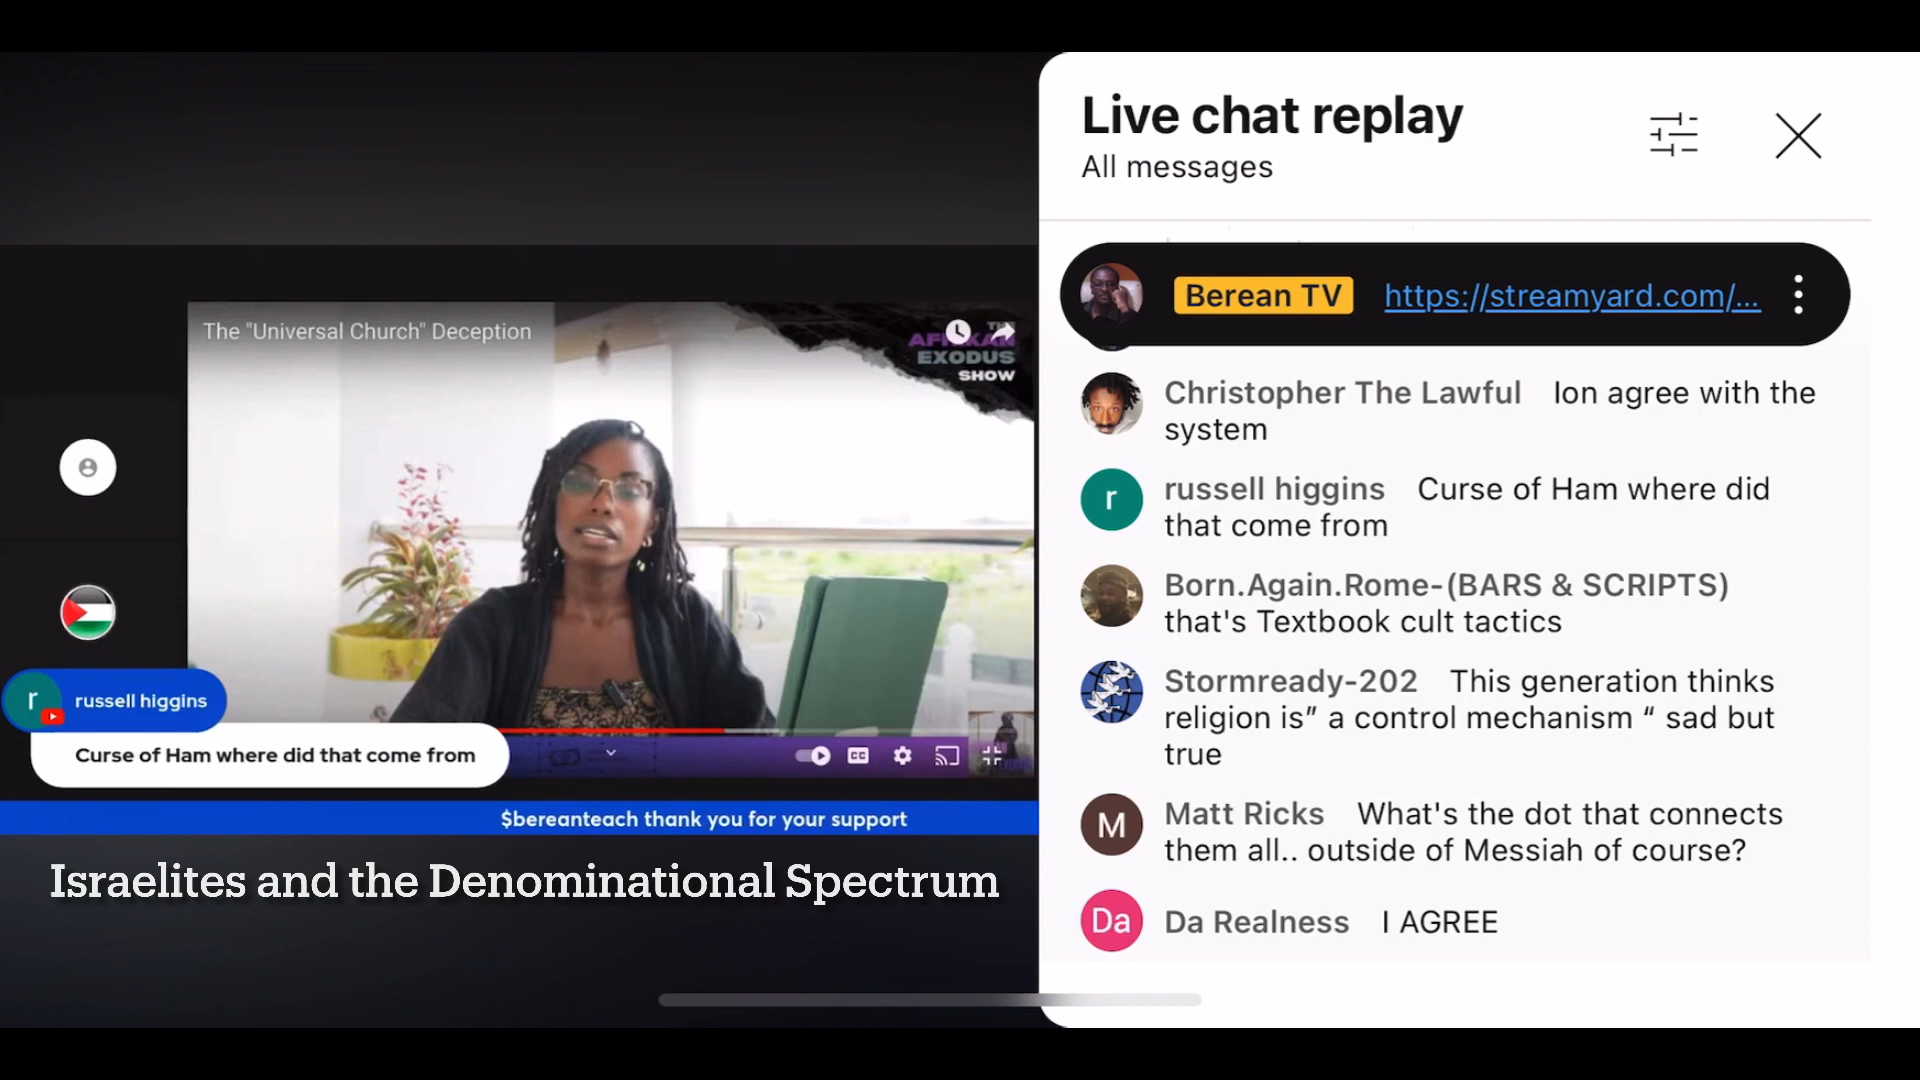 Live chat replay
All messages
Berean TV https://streamyard.com/...
Christopher The Lawful Ion agree with the
system
russell higgins Curse of Ham where did
that come from
Born.Again.Rome-(BARS & SCRIPTS)
that's Textbook cult tactics
Stormready-202 This generation thinks
religion is” a control mechanism “ sad but
true
M Matt Ricks What's the dot that connects
them all.. outside of Messiah of course?
Da Da Realness I AGREE
r
The "Universal Church" Deception
THE
AFRIKAN
EXODUS
SHOW
r russell higgins
Curse of Ham where did that come from
CC
$bereanteach thank you for your support
Israelites and the Denominational Spectrum